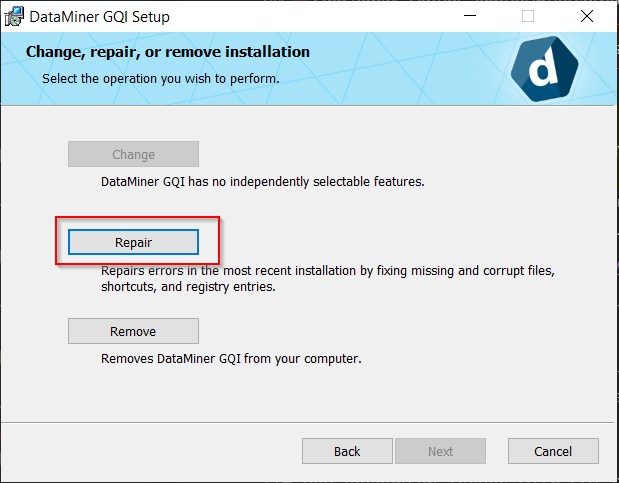 DataMiner GQI Setup
Change, repair, or remove installation
Select the operation you wish to perform.
d
Change
DataMiner GQI has no independently selectable features.
Repair
Repairs errors in the most recent installation by fixing missing and corrupt files,
shortcuts, and registry entries.
Remove
Removes DataMiner GQI from your computer.
Back
Next
Cancel